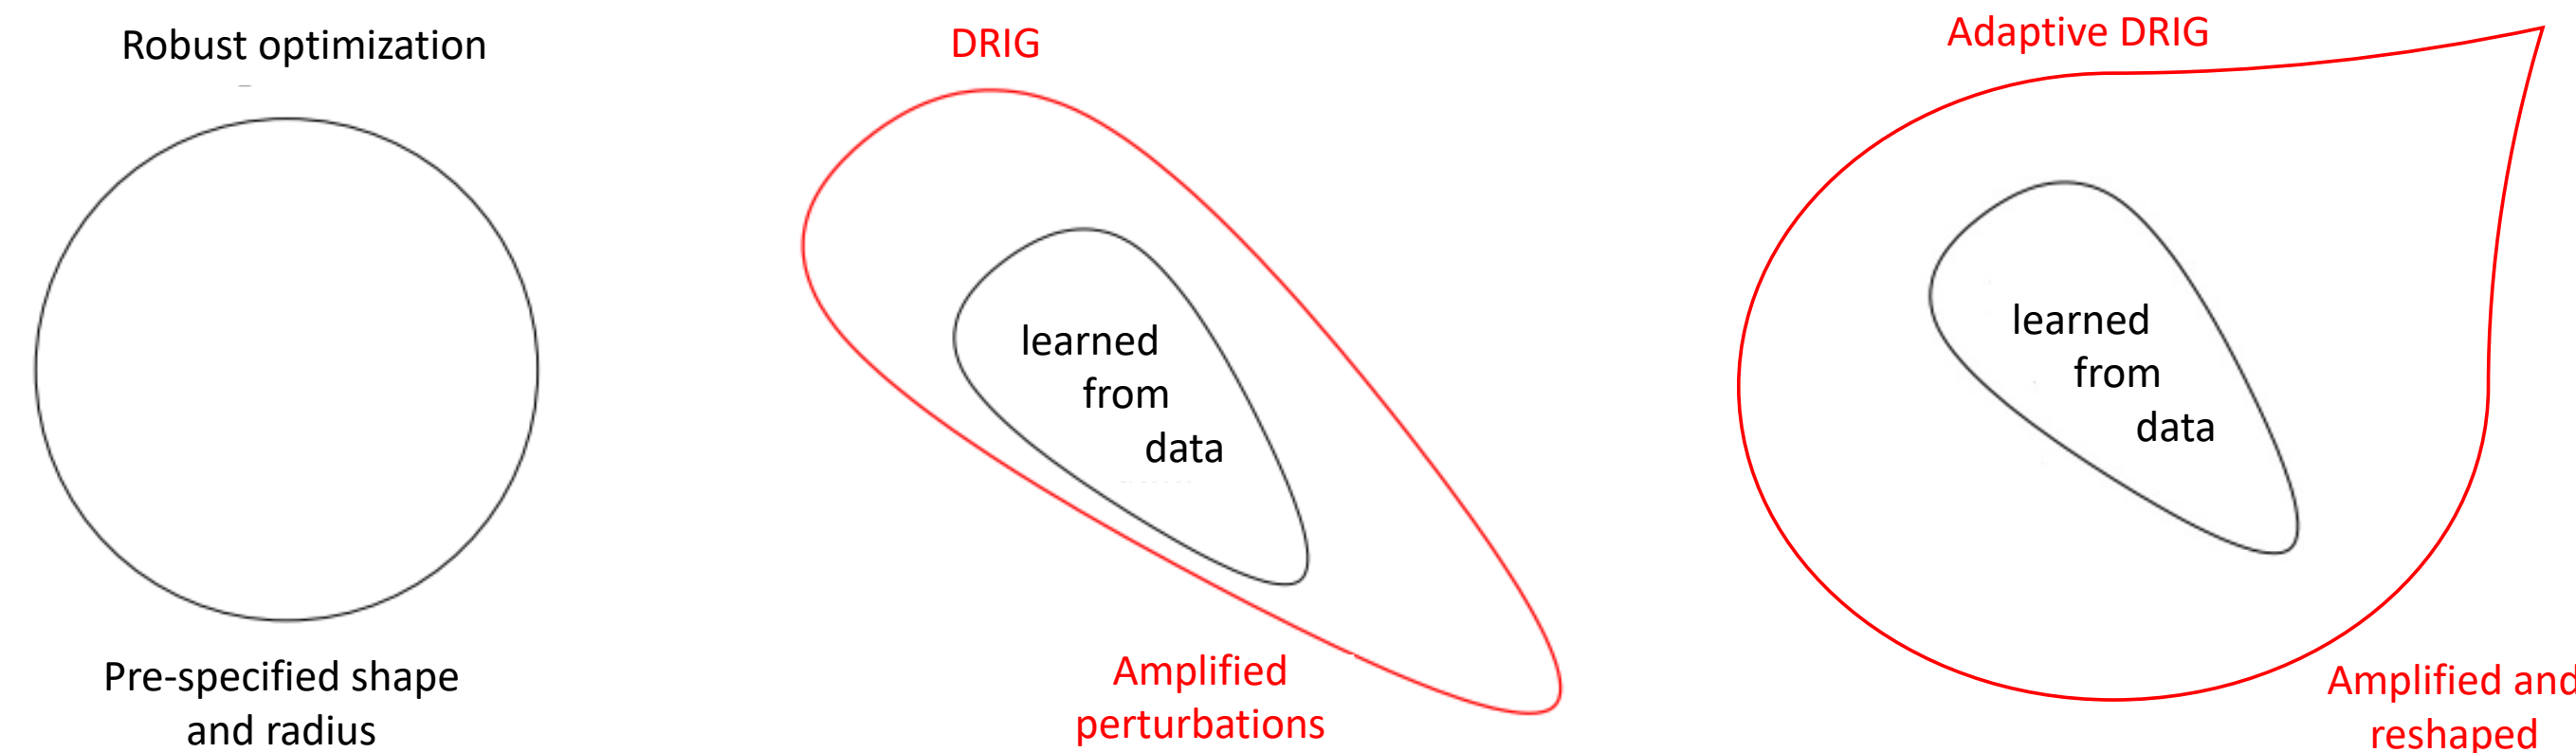 Robust optimization
Pre-specified shape
and radius
DRIG
learned
from
data
Amplified
perturbations
Adaptive DRIG
learned
from
data
Amplified and
reshaped